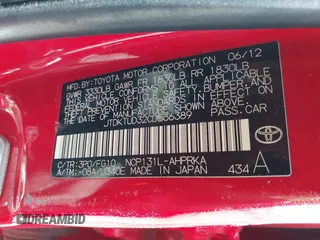 MFD. BY: TOYOTA MOTOR CORPORATION 06/12
GVWR 3330LB GAWR FR 1830LB RR 1830LB
THIS VEHICLE CONFORMS TO ALL APPLICABLE
FEDERAL MOTOR VEHICLE SAFETY, BUMPER, AND
THEFT PREVENTION STANDARDS IN EFFECT ON
THE DATE OF MANUFACTURE SHOWN ABOVE.
PASS. CAR
TOYOTA
C/TR: 3P0/FG10 NCP131L-AHPRKA
A/TM: -08A/U340E MADE IN JAPAN 434 A